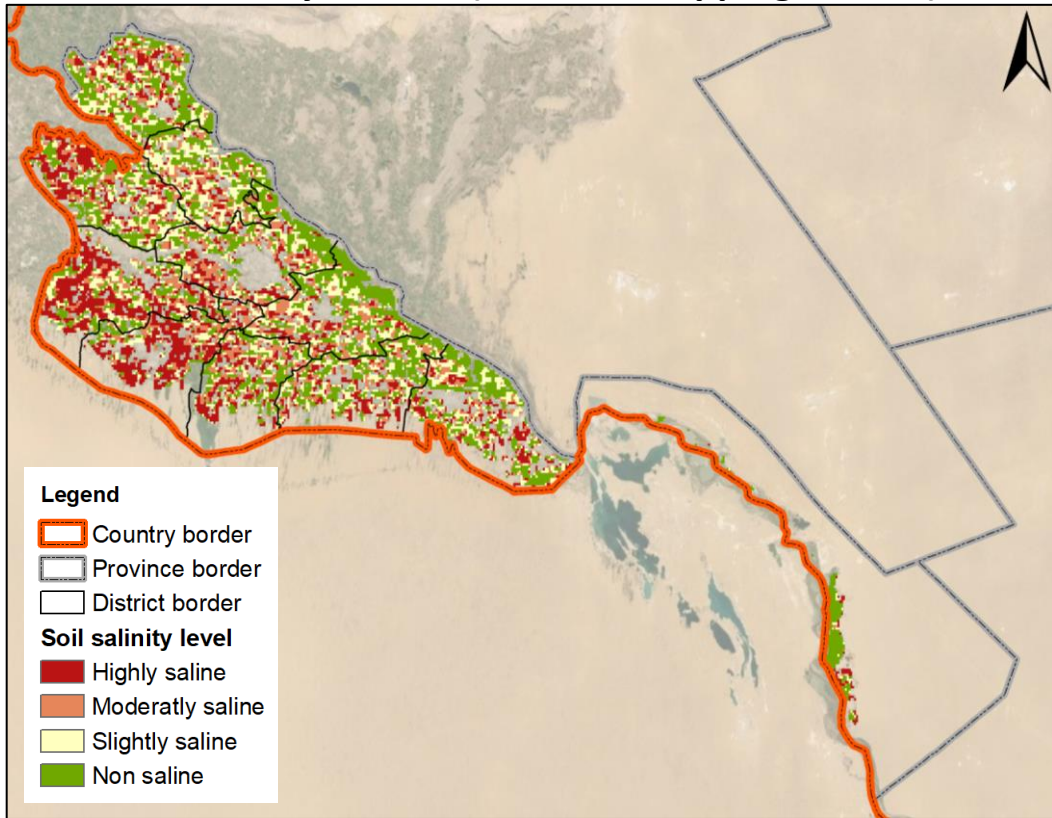 Legend
Country border
Province border
District border
Soil salinity level
Highly saline
Moderatly saline
Slightly saline
Non saline